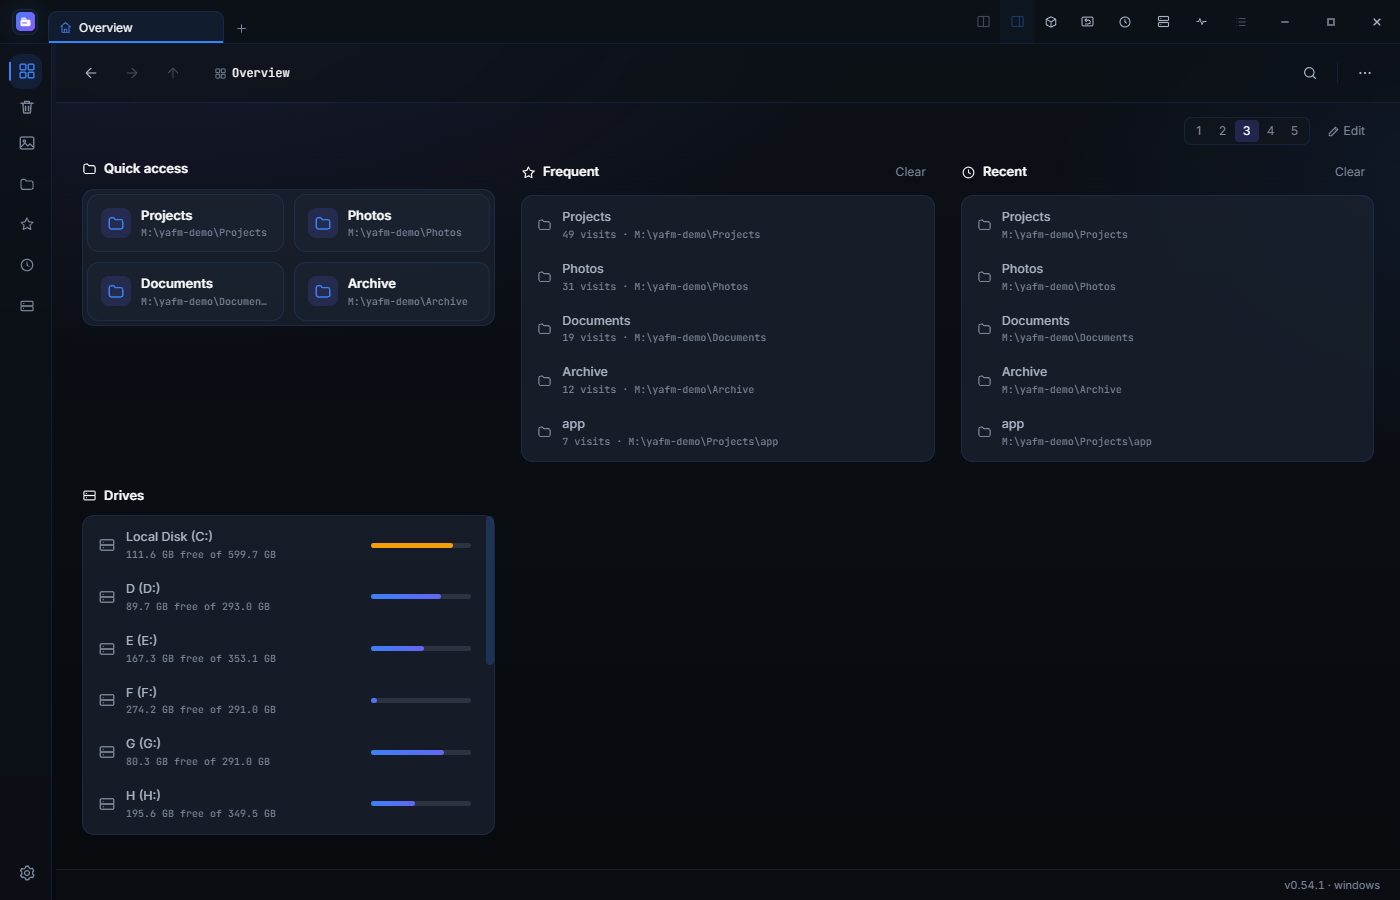 Overview
Overview
1 2 3 4 5 Edit
Quick access
Projects
M:\yafm-demo\Projects
Photos
M:\yafm-demo\Photos
Documents
M:\yafm-demo\Documen…
Archive
M:\yafm-demo\Archive
Frequent Clear
Projects
49 visits · M:\yafm-demo\Projects
Photos
31 visits · M:\yafm-demo\Photos
Documents
19 visits · M:\yafm-demo\Documents
Archive
12 visits · M:\yafm-demo\Archive
app
7 visits · M:\yafm-demo\Projects\app
Recent Clear
Projects
M:\yafm-demo\Projects
Photos
M:\yafm-demo\Photos
Documents
M:\yafm-demo\Documents
Archive
M:\yafm-demo\Archive
app
M:\yafm-demo\Projects\app
Drives
Local Disk (C:)
111.6 GB free of 599.7 GB
D (D:)
89.7 GB free of 293.0 GB
E (E:)
167.3 GB free of 353.1 GB
F (F:)
274.2 GB free of 291.0 GB
G (G:)
80.3 GB free of 291.0 GB
H (H:)
195.6 GB free of 349.5 GB
v0.54.1 · windows